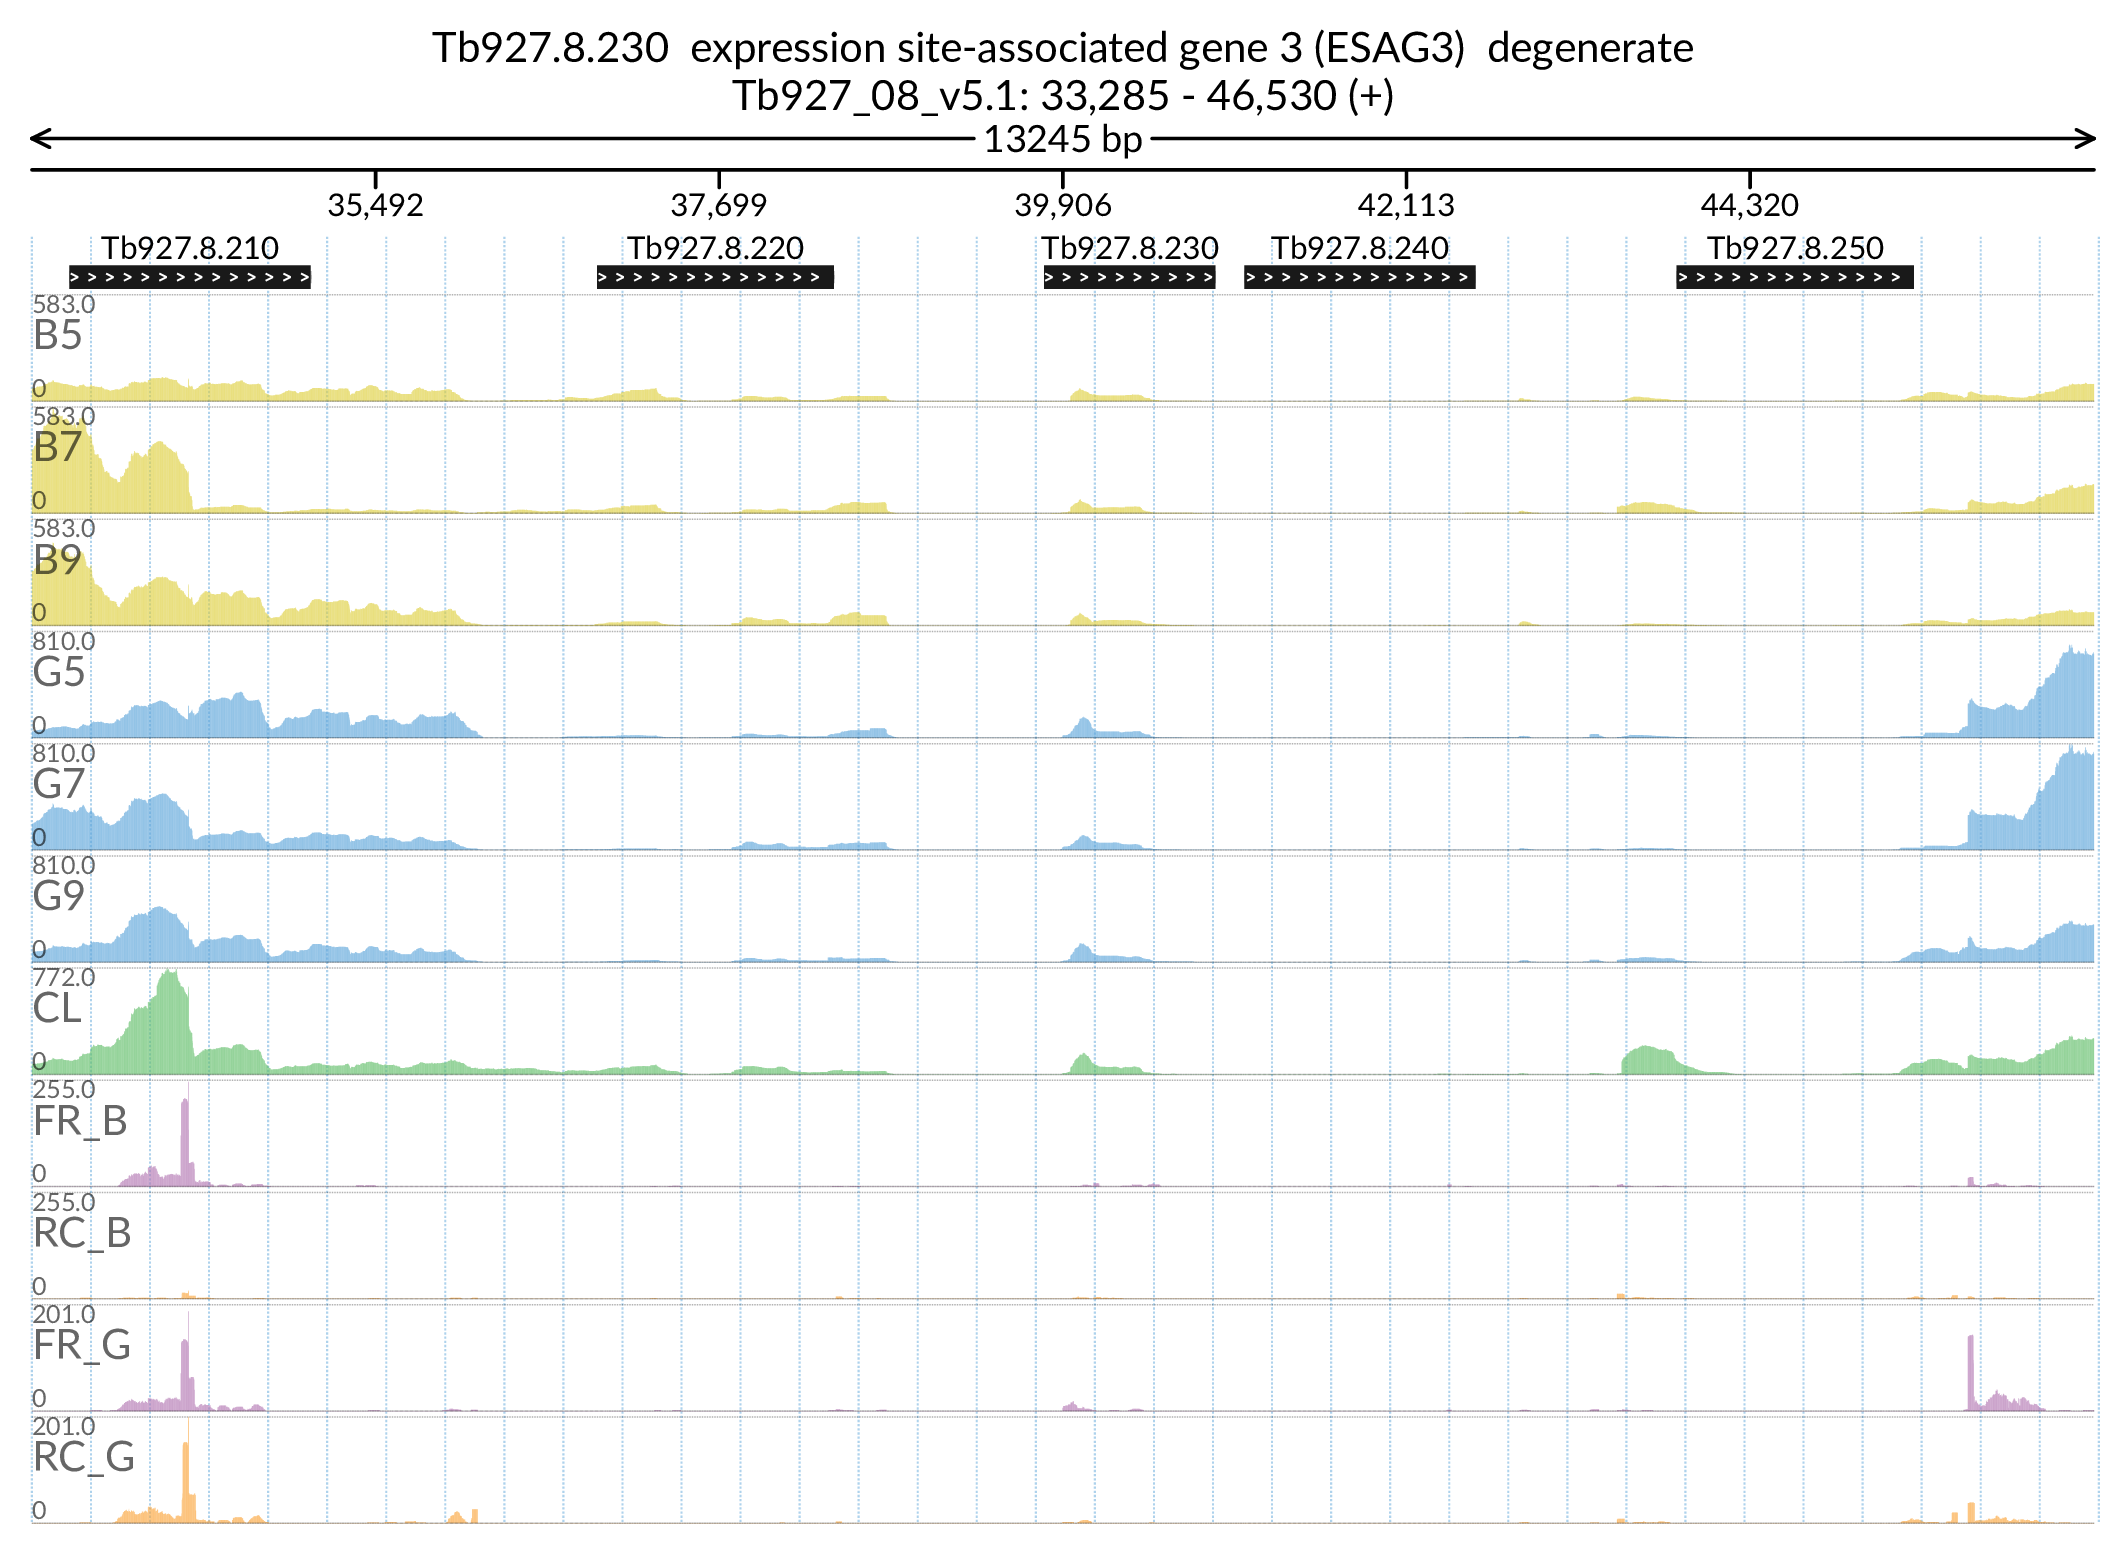 Tb927.8.230  expression site-associated gene 3 (ESAG3)  degenerate
Tb927_08_v5.1: 33,285 - 46,530 (+)
13245 bp
35,492 37,699 39,906 42,113 44,320
Tb927.8.210 Tb927.8.220 Tb927.8.230 Tb927.8.240 Tb927.8.250
583.0
B5
0
583.0
B7
0
583.0
B9
0
810.0
G5
0
810.0
G7
0
810.0
G9
0
772.0
CL
0
255.0
FR_B
0
255.0
RC_B
0
201.0
FR_G
0
201.0
RC_G
0